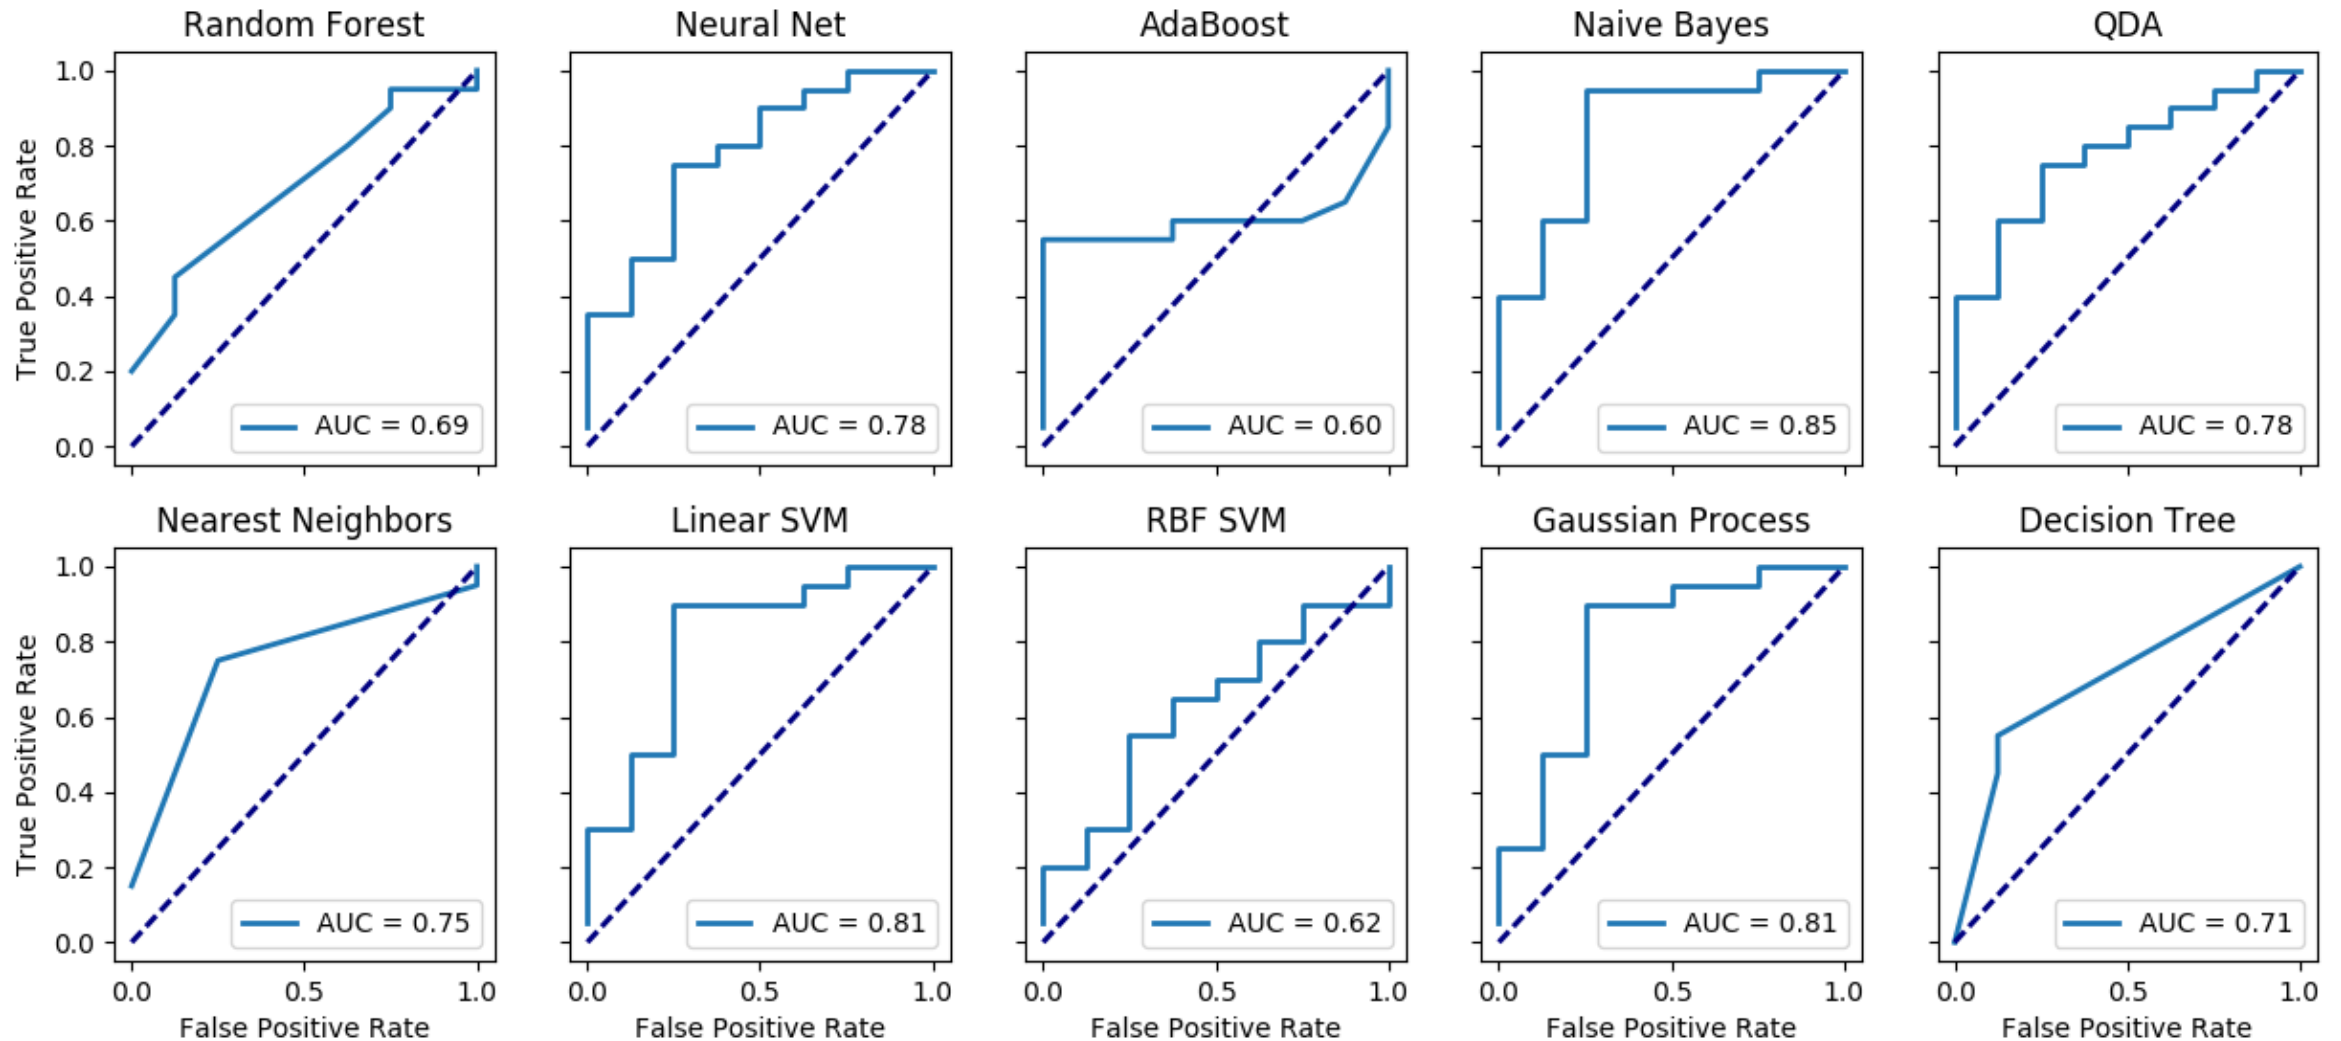 Random Forest Neural Net AdaBoost Naive Bayes QDA
True Positive Rate
1.0
0.8
0.6
0.4
0.2
0.0
AUC = 0.69 AUC = 0.78 AUC = 0.60 AUC = 0.85 AUC = 0.78
Nearest Neighbors Linear SVM RBF SVM Gaussian Process Decision Tree
True Positive Rate
1.0
0.8
0.6
0.4
0.2
0.0
AUC = 0.75 AUC = 0.81 AUC = 0.62 AUC = 0.81 AUC = 0.71
0.0 0.5 1.0 0.0 0.5 1.0 0.0 0.5 1.0 0.0 0.5 1.0 0.0 0.5 1.0
False Positive Rate False Positive Rate False Positive Rate False Positive Rate False Positive Rate